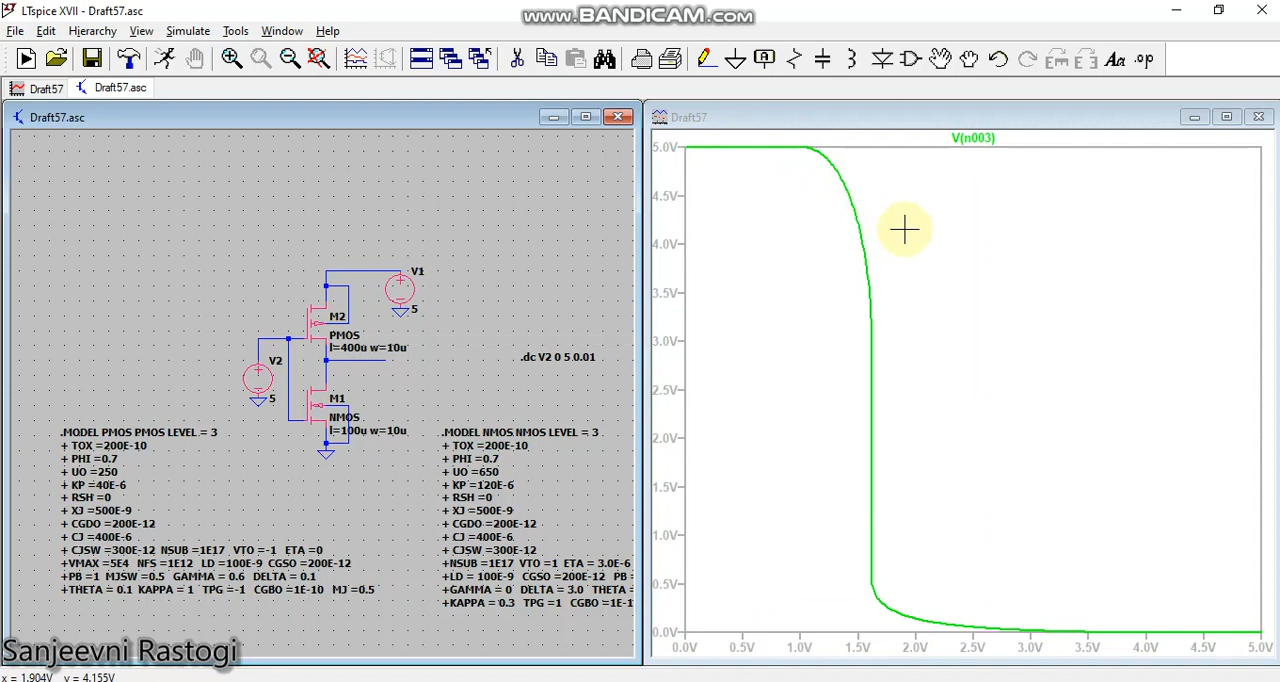 LTspice XVII - Draft57.asc
www.BANDICAM.com
File Edit Hierarchy View Simulate Tools Window Help
Draft57 Draft57.asc
Draft57.asc
Draft57
V1
5
M2
PMOS
l=400u w=10u
V2
5
M1
NMOS
l=100u w=10u
.dc V2 0 5 0.01
.MODEL PMOS PMOS LEVEL = 3
+ TOX =200E-10
+ PHI =0.7
+ UO =250
+ KP =40E-6
+ RSH =0
+ XJ =500E-9
+ CGDO =200E-12
+ CJ =400E-6
+ CJSW =300E-12 NSUB =1E17 VTO =-1 ETA =0
+VMAX = 5E4 NFS = 1E12 LD =100E-9 CGSO =200E-12
+PB =1 MJSW =0.5 GAMMA = 0.6 DELTA = 0.1
+THETA = 0.1 KAPPA = 1 TPG =-1 CGBO =1E-10 MJ =0.5
.MODEL NMOS NMOS LEVEL = 3
+ TOX =200E-10
+ PHI =0.7
+ UO =650
+ KP =120E-6
+ RSH =0
+ XJ =500E-9
+ CGDO =200E-12
+ CJ =400E-6
+ CJSW =300E-12
+NSUB =1E17 VTO =1 ETA = 3.0E-6
+LD = 100E-9 CGSO =200E-12 PB =
+GAMMA = 0 DELTA = 3.0 THETA =
+KAPPA = 0.3 TPG =1 CGBO =1E-1
V(n003)
5.0V
4.5V
4.0V
3.5V
3.0V
2.5V
2.0V
1.5V
1.0V
0.5V
0.0V
0.0V 0.5V 1.0V 1.5V 2.0V 2.5V 3.0V 3.5V 4.0V 4.5V 5.0V
Sanjeevni Rastogi
x = 1.904V y = 4.155V